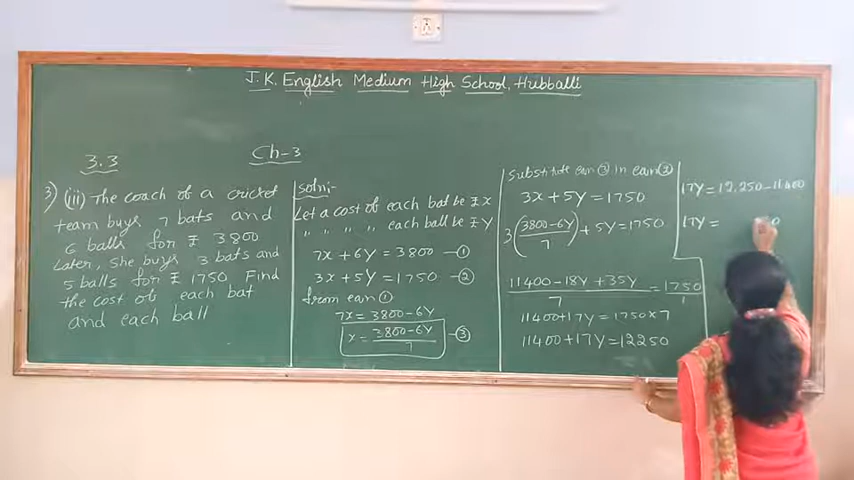 J.K. English Medium High School, Hubballi
3.3
Ch-3
3) (iii) The coach of a cricket
team buys 7 bats and
6 balls for ₹ 3800
Later, she buys 3 bats and
5 balls for ₹ 1750 Find
the cost of each bat
and each ball
soln:-
Let a cost of each bat be ₹x
" " " " each ball be ₹y
7x + 6y = 3800 - ①
3x + 5y = 1750 - ②
from eqn ①
7x = 3800 - 6y
x = 3800-6y / 7 - ③
Substitute eqn ③ in eqn ②
3x + 5y = 1750
3 (3800-6y / 7) + 5y = 1750
11400 - 18y + 35y / 7 = 1750 / 1
11400 + 17y = 1750 x 7
11400 + 17y = 12250
17y = 12,250 - 11400
17y =